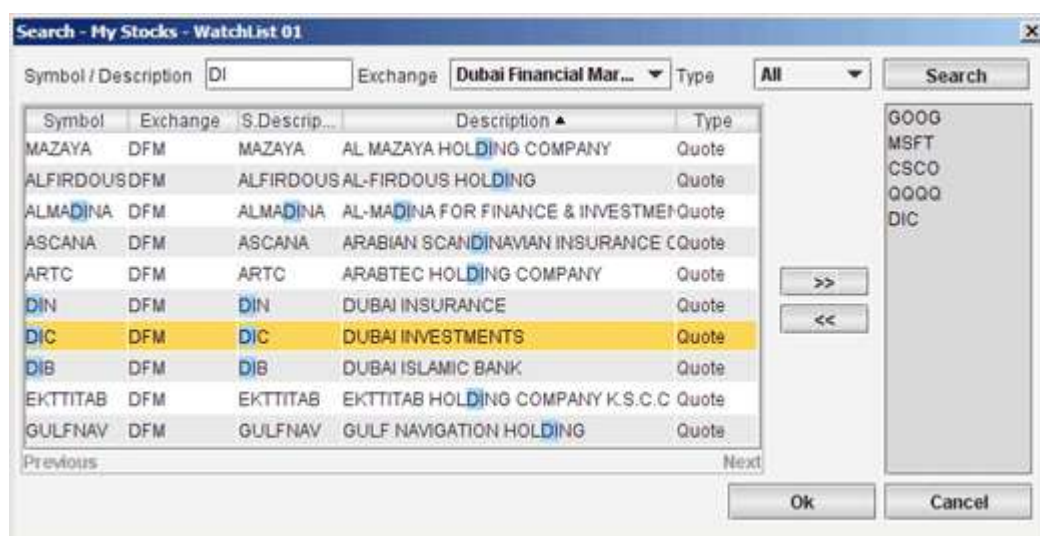 Search - My Stocks - WatchList 01
Symbol / Description DI Exchange Dubai Financial Mar... Type All Search
Symbol Exchange S.Descrip... Description Type
MAZAYA DFM MAZAYA AL MAZAYA HOLDING COMPANY Quote
ALFIRDOUS DFM ALFIRDOUS AL-FIRDOUS HOLDING Quote
ALMADINA DFM ALMADINA AL-MADINA FOR FINANCE & INVESTMEN Quote
ASCANA DFM ASCANA ARABIAN SCANDINAVIAN INSURANCE C Quote
ARTC DFM ARTC ARABTEC HOLDING COMPANY Quote
DIN DFM DIN DUBAI INSURANCE Quote
DIC DFM DIC DUBAI INVESTMENTS Quote
DIB DFM DIB DUBAI ISLAMIC BANK Quote
EKTTITAB DFM EKTTITAB EKTTITAB HOLDING COMPANY K.S.C.C Quote
GULFNAV DFM GULFNAV GULF NAVIGATION HOLDING Quote
Previous Next
>>
<<
GOOG
MSFT
CSCO
QQQQ
DIC
Ok Cancel